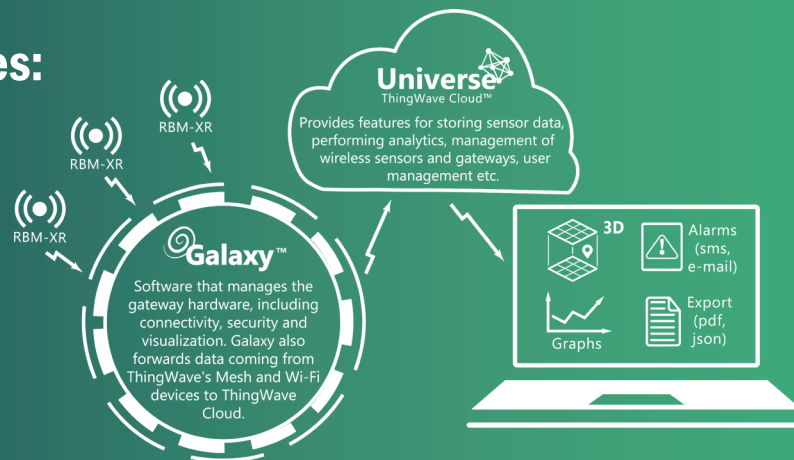 es:
RBM-XR
RBM-XR
RBM-XR
Galaxy™
Software that manages the
gateway hardware, including
connectivity, security and
visualization. Galaxy also
forwards data coming from
ThingWave's Mesh and Wi-Fi
devices to ThingWave
Cloud.
Universe
ThingWave Cloud™
Provides features for storing sensor data,
performing analytics, management of
wireless sensors and gateways, user
management etc.
3D
Alarms
(sms,
e-mail)
Graphs
Export
(pdf,
json)